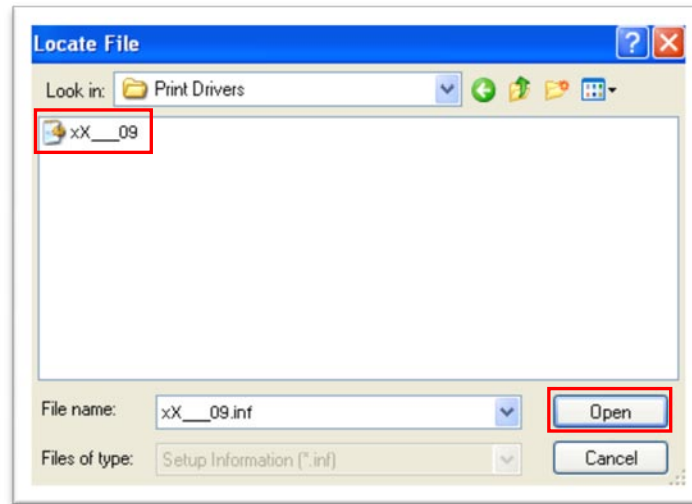 Locate File
Look in: Print Drivers
xX___09
File name: xX___09.inf Open
Files of type: Setup Information (*.inf) Cancel